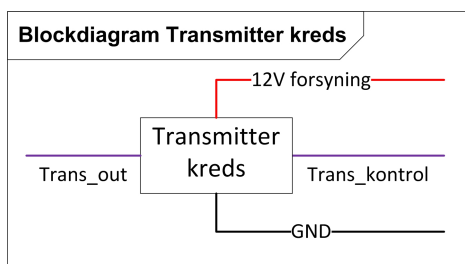 Blockdiagram Transmitter kreds
12V forsyning
Transmitter
kreds
Trans_out
Trans_kontrol
GND